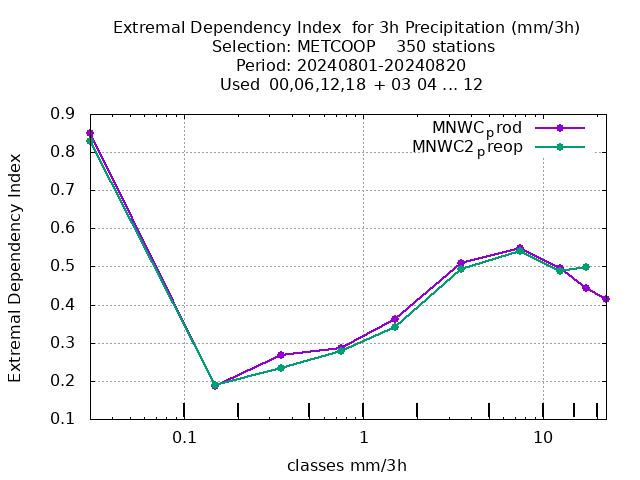 Extremal Dependency Index  for 3h Precipitation (mm/3h)
Selection: METCOOP    350 stations
Period: 20240801-20240820
Used  00,06,12,18  + 03 04 ... 12
MNWCprod
MNWC2preop
0.9
0.8
0.7
0.6
0.5
0.4
0.3
0.2
0.1
Extremal Dependency Index
0.1 1 10
classes mm/3h